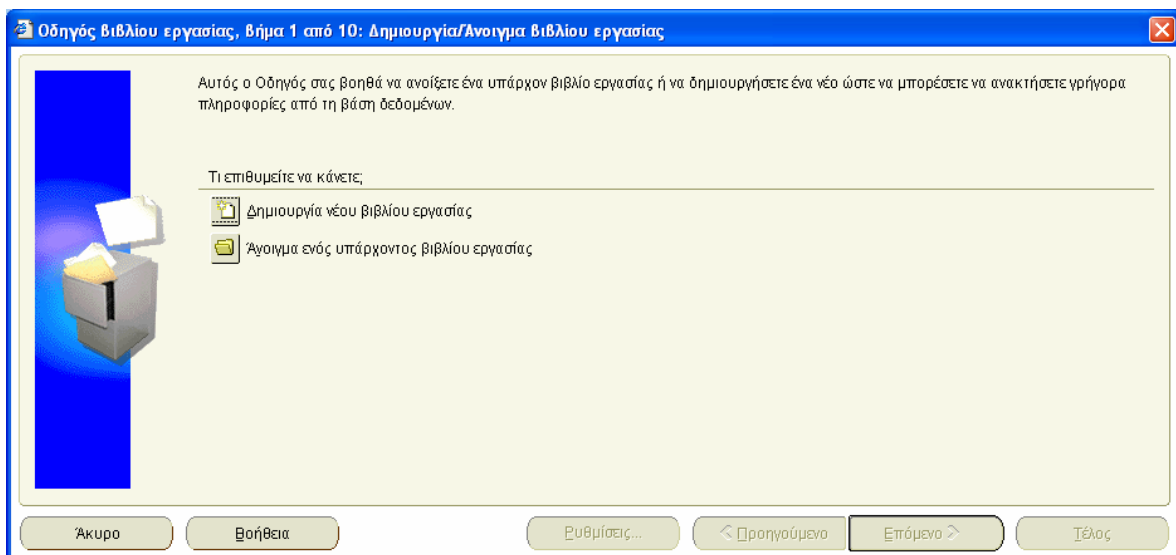 Οδηγός βιβλίου εργασίας, βήμα 1 από 10: Δημιουργία/Άνοιγμα βιβλίου εργασίας
Αυτός ο Οδηγός σας βοηθά να ανοίξετε ένα υπάρχον βιβλίο εργασίας ή να δημιουργήσετε ένα νέο ώστε να μπορέσετε να ανακτήσετε γρήγορα
πληροφορίες από τη βάση δεδομένων.
Τι επιθυμείτε να κάνετε;
Δημιουργία νέου βιβλίου εργασίας
Άνοιγμα ενός υπάρχοντος βιβλίου εργασίας
Άκυρο Βοήθεια Ρυθμίσεις... < Προηγούμενο Επόμενο > Τέλος